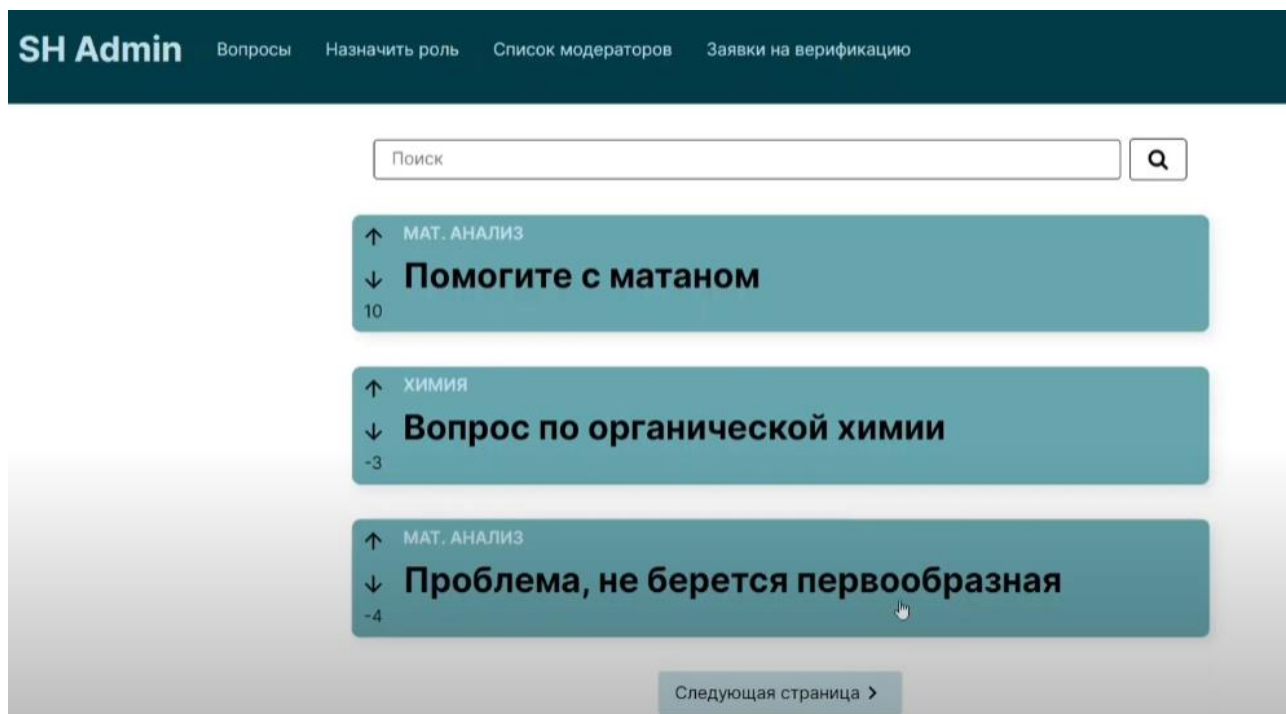 SH Admin Вопросы Назначить роль Список модераторов Заявки на верификацию
Поиск
МАТ. АНАЛИЗ
Помогите с матаном
10
ХИМИЯ
Вопрос по органической химии
-3
МАТ. АНАЛИЗ
Проблема, не берется первообразная
-4
Следующая страница